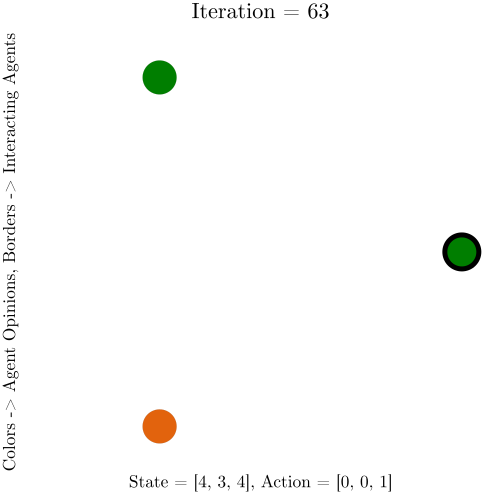 Iteration = 63
Colors -> Agent Opinions, Borders -> Interacting Agents
State = [4, 3, 4], Action = [0, 0, 1]